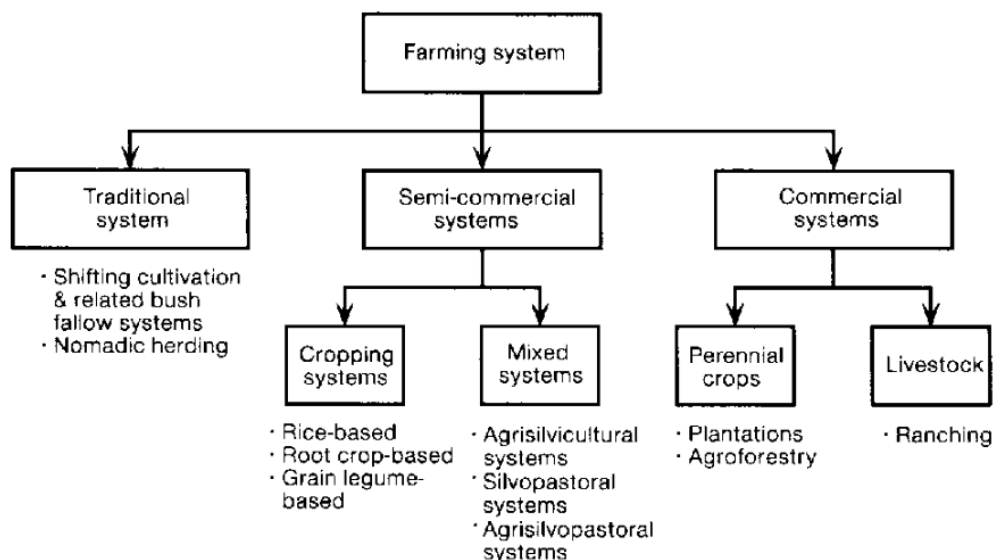 Farming system
Traditional
system
Semi-commercial
systems
Commercial
systems
· Shifting cultivation
& related bush
fallow systems
· Nomadic herding
Cropping
systems
Mixed
systems
Perennial
crops
Livestock
· Rice-based
· Root crop-based
· Grain legume-
based
· Agrisilvicultural
systems
· Silvopastoral
systems
· Agrisilvopastoral
systems
· Plantations
· Agroforestry
· Ranching